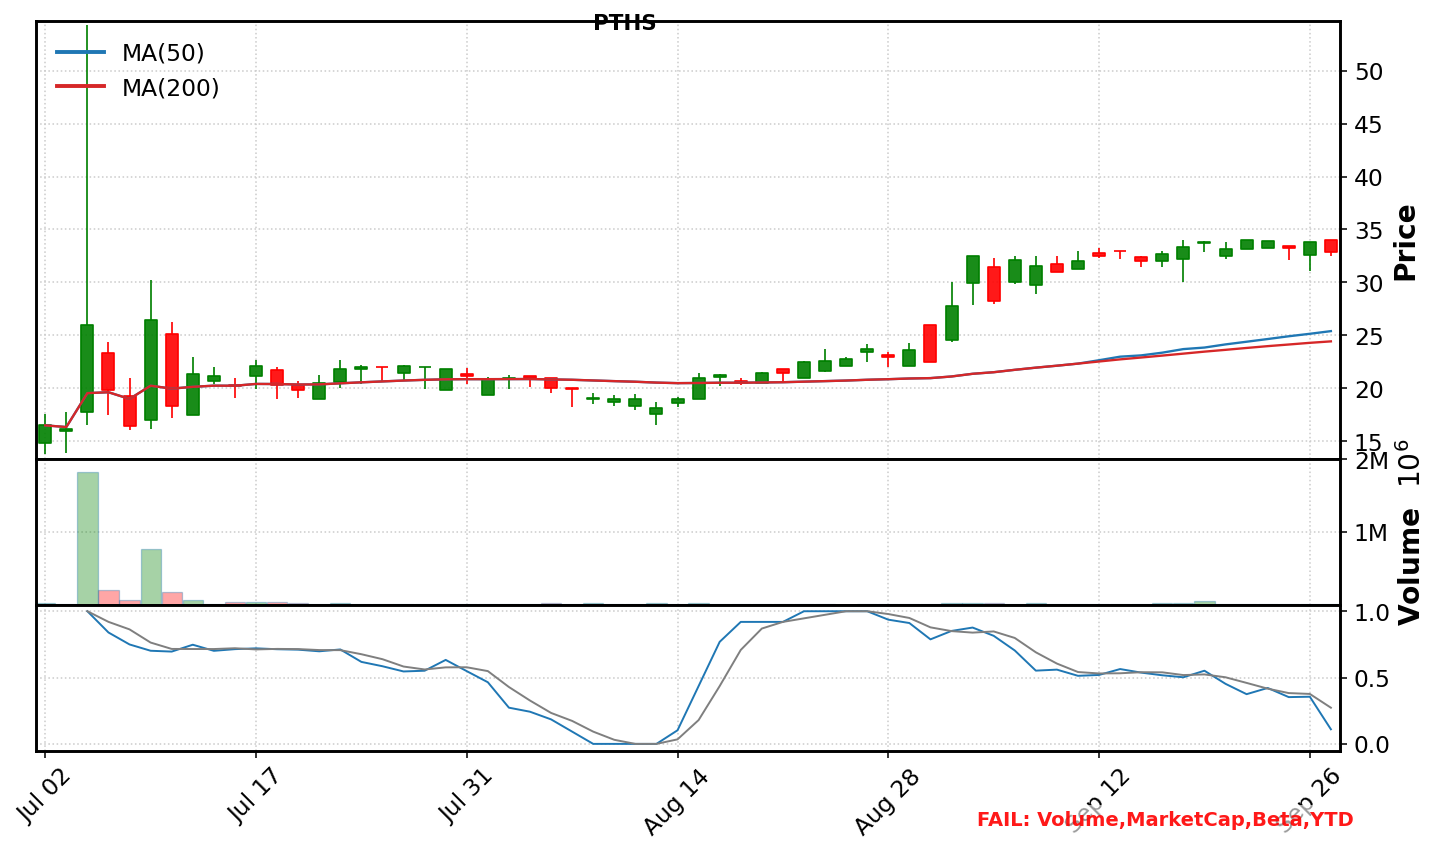 PTHS
MA(50)
MA(200)
50
45
40
35
30
25
20
15
Price
2M
1M
Volume 10^6
1.0
0.5
0.0
Jul 02
Jul 17
Jul 31
Aug 14
Aug 28
Sep 12
Sep 26
FAIL: Volume,MarketCap,Beta,YTD